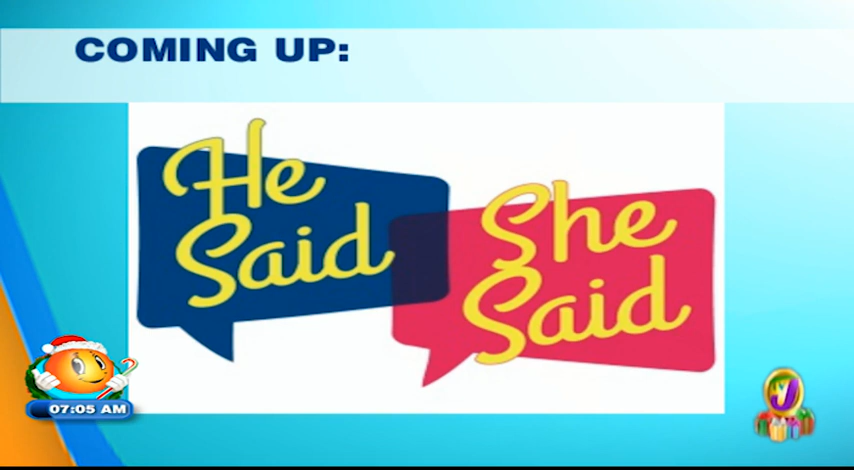 COMING UP:
He
Said
She
Said
07:05 AM